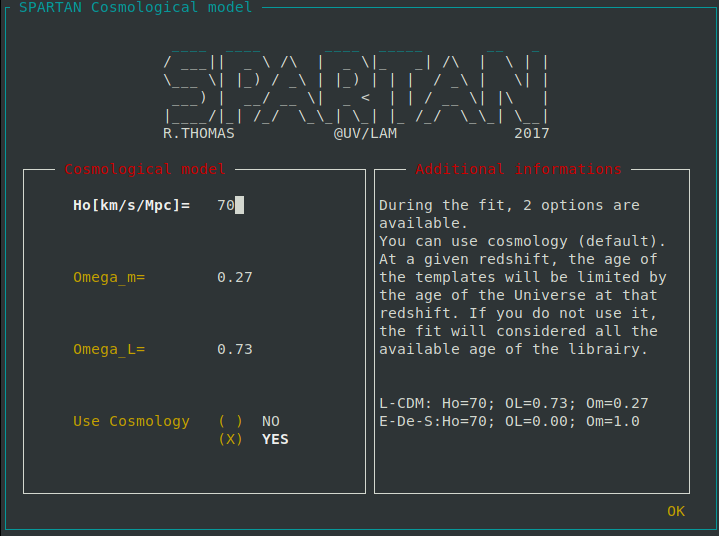 SPARTAN Cosmological model
SPARTAN
R.THOMAS @UV/LAM 2017
Cosmological model
Ho[km/s/Mpc]= 70
Omega_m= 0.27
Omega_L= 0.73
Use Cosmology ( ) NO
(X) YES
Additional informations
During the fit, 2 options are
available.
You can use cosmology (default).
At a given redshift, the age of
the templates will be limited by
the age of the Universe at that
redshift. If you do not use it,
the fit will considered all the
available age of the librairy.
L-CDM: Ho=70; OL=0.73; Om=0.27
E-De-S:Ho=70; OL=0.00; Om=1.0
OK